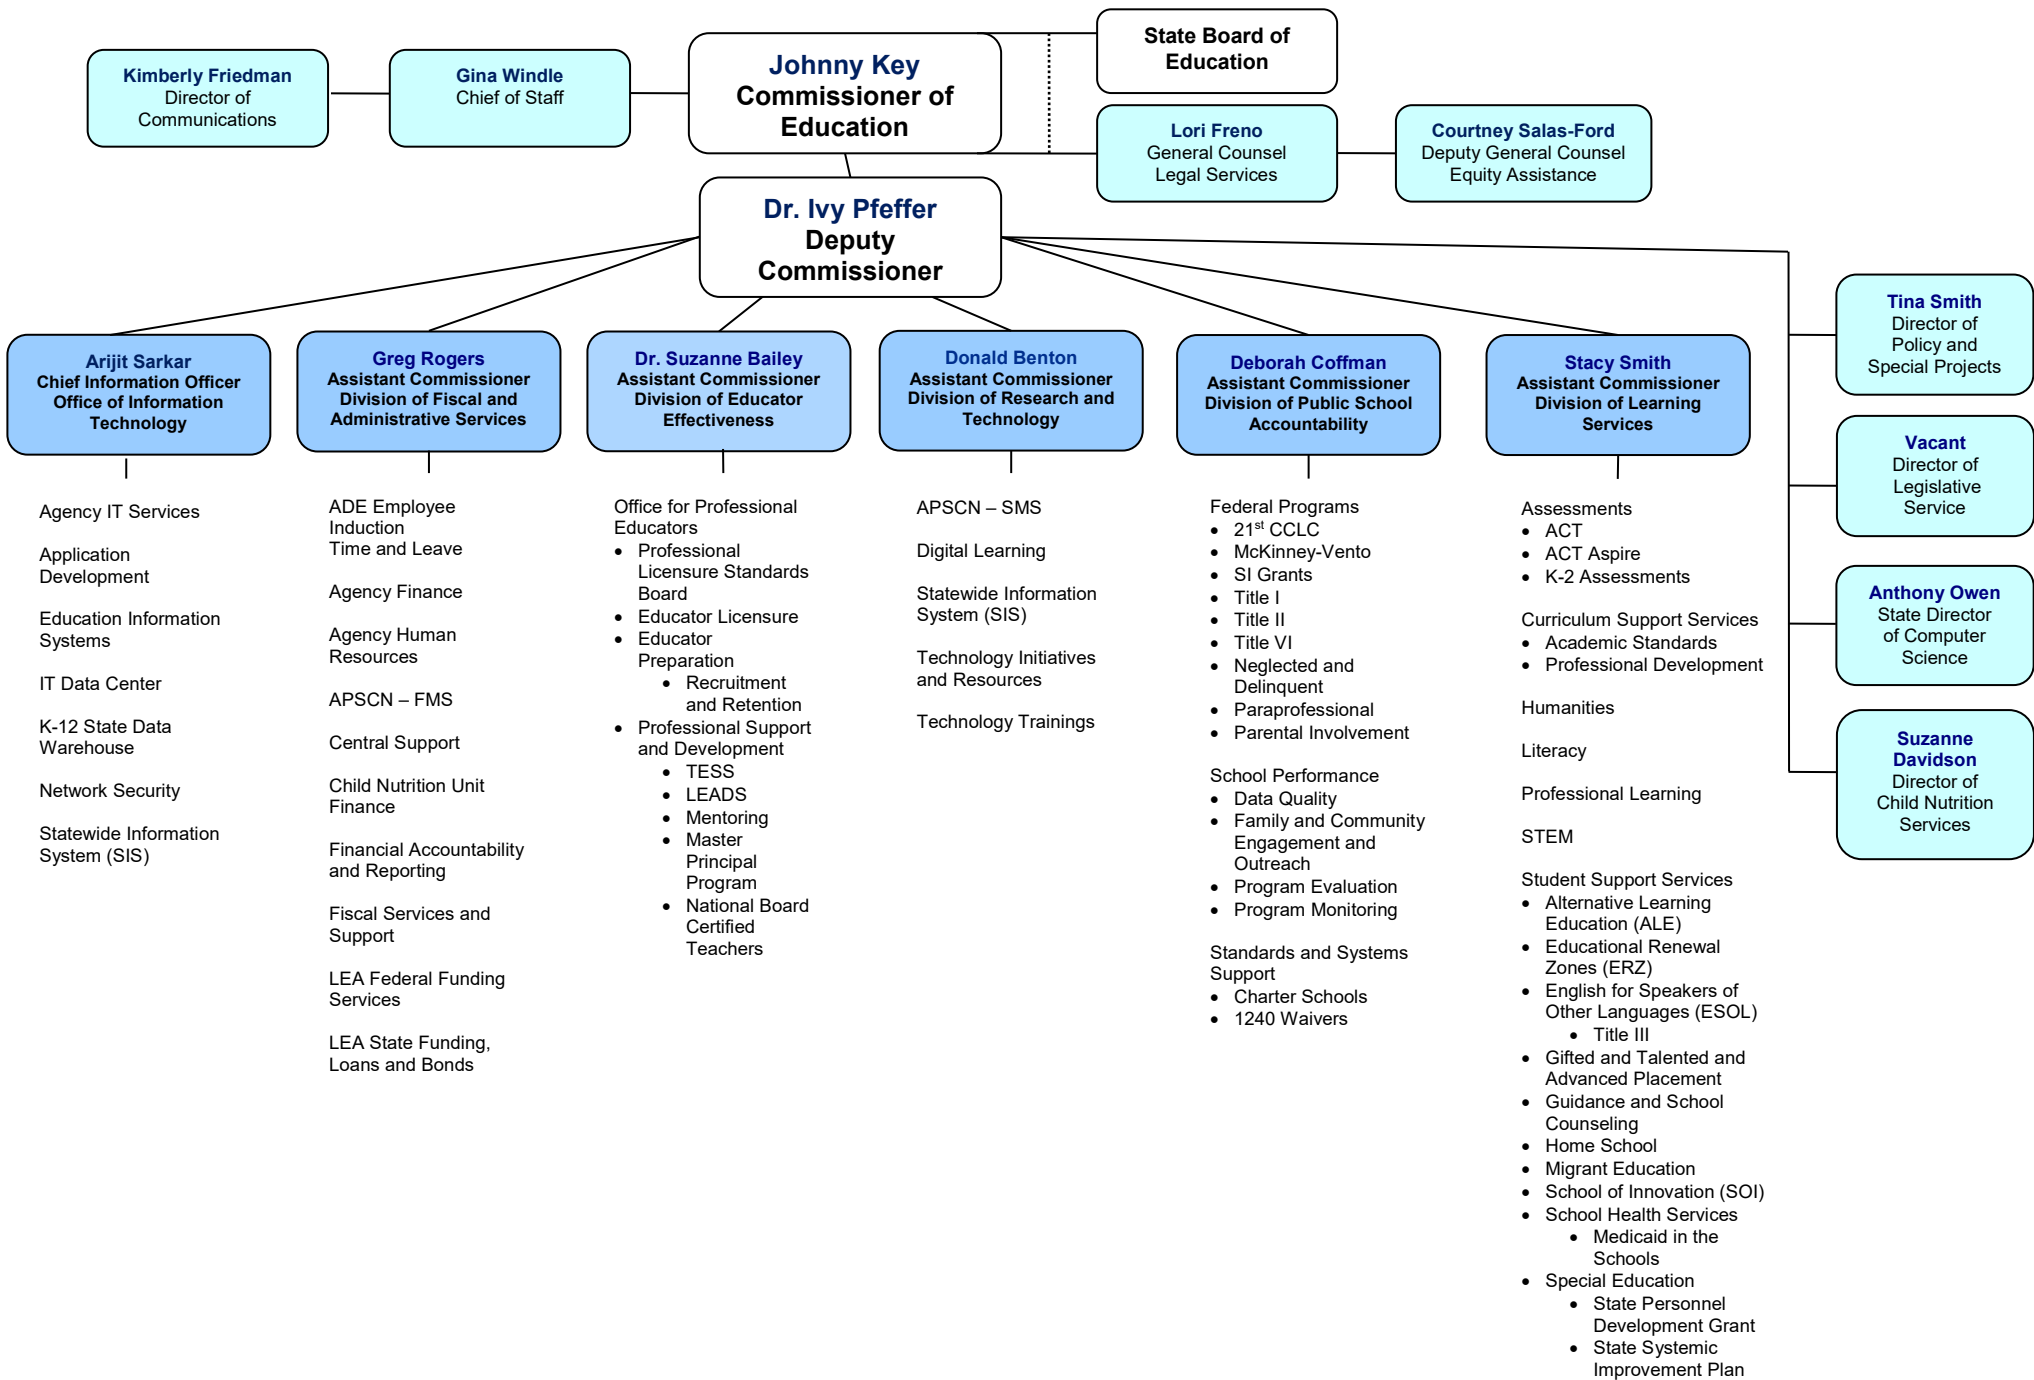 Kimberly Friedman
Director of
Communications
Gina Windle
Chief of Staff
Johnny Key
Commissioner of
Education
State Board of
Education
Lori Freno
General Counsel
Legal Services
Courtney Salas-Ford
Deputy General Counsel
Equity Assistance
Dr. Ivy Pfeffer
Deputy
Commissioner
Arijit Sarkar
Chief Information Officer
Office of Information
Technology
Agency IT Services
Application
Development
Education Information
Systems
IT Data Center
K-12 State Data
Warehouse
Network Security
Statewide Information
System (SIS)
Greg Rogers
Assistant Commissioner
Division of Fiscal and
Administrative Services
ADE Employee
Induction
Time and Leave
Agency Finance
Agency Human
Resources
APSCN – FMS
Central Support
Child Nutrition Unit
Finance
Financial Accountability
and Reporting
Fiscal Services and
Support
LEA Federal Funding
Services
LEA State Funding,
Loans and Bonds
Dr. Suzanne Bailey
Assistant Commissioner
Division of Educator
Effectiveness
Office for Professional
Educators
• Professional
Licensure Standards
Board
• Educator Licensure
• Educator
Preparation
• Recruitment
and Retention
• Professional Support
and Development
• TESS
• LEADS
• Mentoring
• Master
Principal
Program
• National Board
Certified
Teachers
Donald Benton
Assistant Commissioner
Division of Research and
Technology
APSCN – SMS
Digital Learning
Statewide Information
System (SIS)
Technology Initiatives
and Resources
Technology Trainings
Deborah Coffman
Assistant Commissioner
Division of Public School
Accountability
Federal Programs
• 21st CCLC
• McKinney-Vento
• SI Grants
• Title I
• Title II
• Title VI
• Neglected and
Delinquent
• Paraprofessional
• Parental Involvement
School Performance
• Data Quality
• Family and Community
Engagement and
Outreach
• Program Evaluation
• Program Monitoring
Standards and Systems
Support
• Charter Schools
• 1240 Waivers
Stacy Smith
Assistant Commissioner
Division of Learning
Services
Assessments
• ACT
• ACT Aspire
• K-2 Assessments
Curriculum Support Services
• Academic Standards
• Professional Development
Humanities
Literacy
Professional Learning
STEM
Student Support Services
• Alternative Learning
Education (ALE)
• Educational Renewal
Zones (ERZ)
• English for Speakers of
Other Languages (ESOL)
• Title III
• Gifted and Talented and
Advanced Placement
• Guidance and School
Counseling
• Home School
• Migrant Education
• School of Innovation (SOI)
• School Health Services
• Medicaid in the
Schools
• Special Education
• State Personnel
Development Grant
• State Systemic
Improvement Plan
Tina Smith
Director of
Policy and
Special Projects
Vacant
Director of
Legislative
Service
Anthony Owen
State Director
of Computer
Science
Suzanne
Davidson
Director of
Child Nutrition
Services